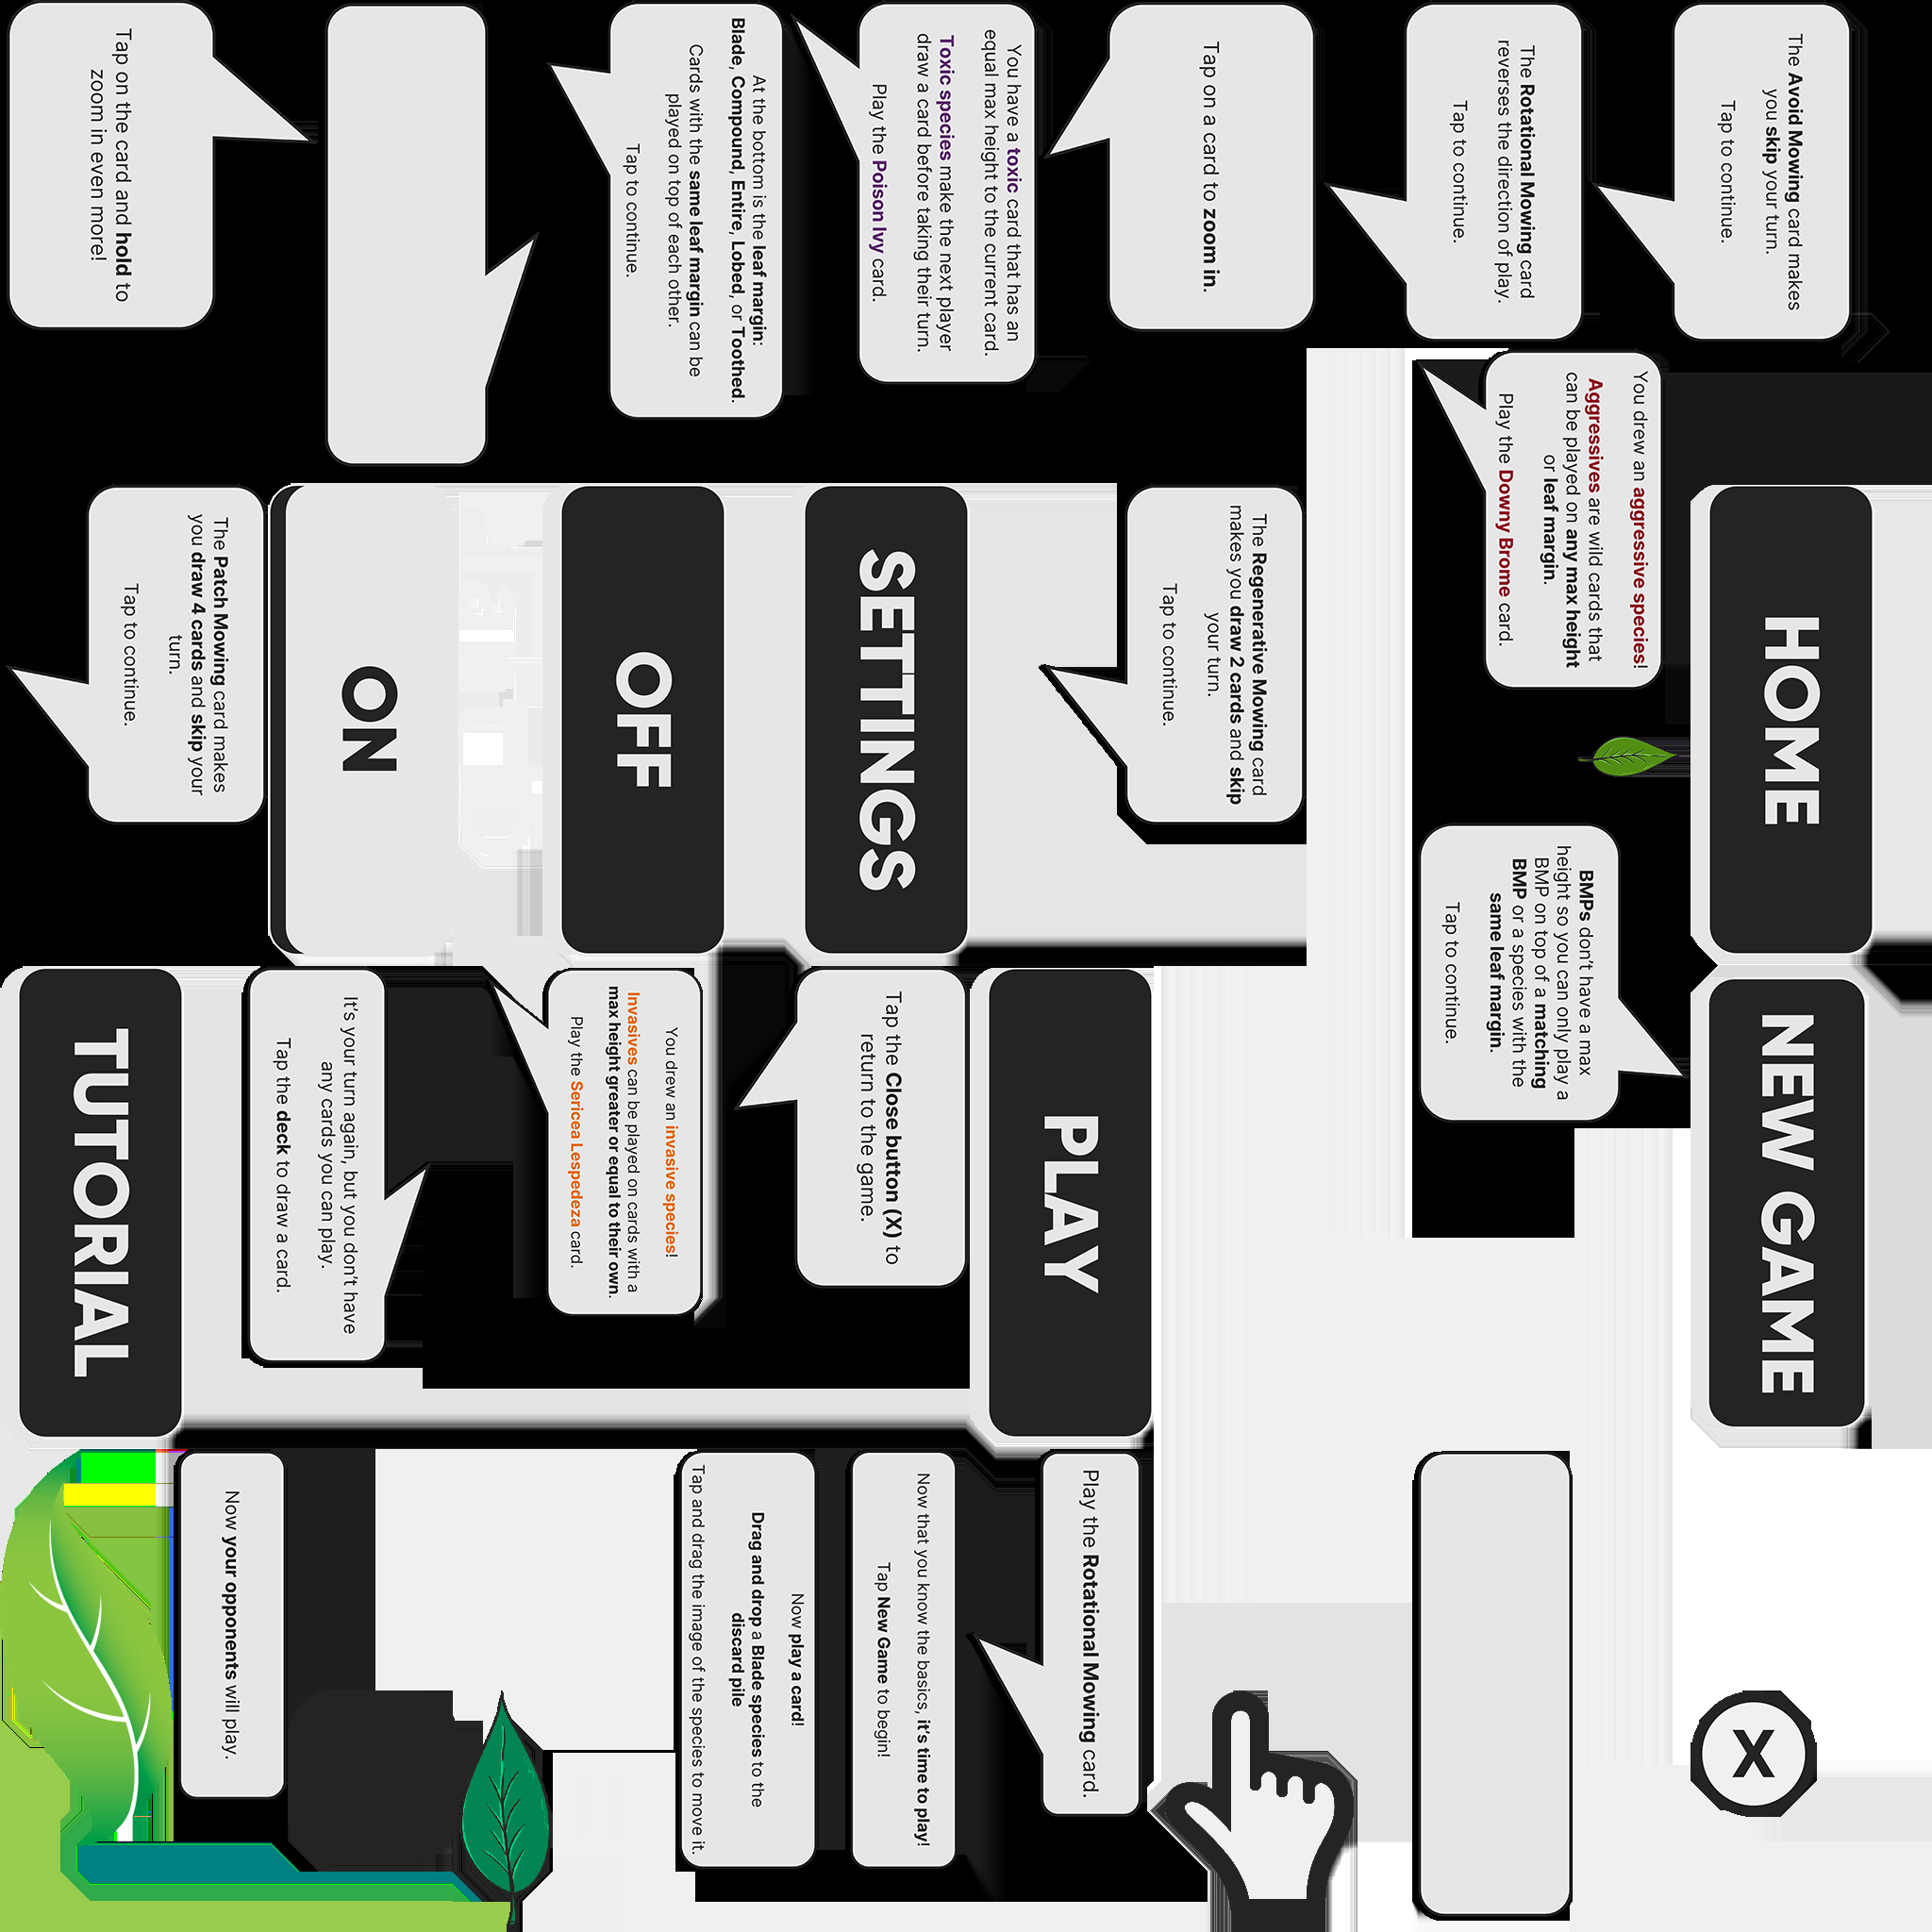 Tap on the card and hold to
zoom in even more!
At the bottom is the leaf margin:
Blade, Compound, Entire, Lobed, or Toothed.
Cards with the same leaf margin can be
played on top of each other.
Tap to continue.
You have a toxic card that has an
equal max height to the current card.
Toxic species make the next player
draw a card before taking their turn.
Play the Poison Ivy card.
Tap on a card to zoom in.
The Rotational Mowing card
reverses the direction of play.
Tap to continue.
The Avoid Mowing card makes
you skip your turn.
Tap to continue.
You drew an aggressive species!
Aggressives are wild cards that
can be played on any max height
or leaf margin.
Play the Downy Brome card.
The Patch Mowing card makes
you draw 4 cards and skip your
turn.
Tap to continue.
ON
OFF
SETTINGS
The Regenerative Mowing card
makes you draw 2 cards and skip
your turn.
Tap to continue.
HOME
BMPs don't have a max
height so you can only play a
BMP on top of a matching
BMP or a species with the
same leaf margin.
Tap to continue.
TUTORIAL
It's your turn again, but you don't have
any cards you can play.
Tap the deck to draw a card.
You drew an invasive species!
Invasives can be played on cards with a
max height greater or equal to their own.
Play the Sericea Lespedeza card.
Tap the Close button (X) to
return to the game.
PLAY
NEW GAME
Now your opponents will play.
Now play a card!
Drag and drop a Blade species to the
discard pile
Tap and drag the image of the species to move it.
Now that you know the basics, it's time to play!
Tap New Game to begin!
Play the Rotational Mowing card.
X